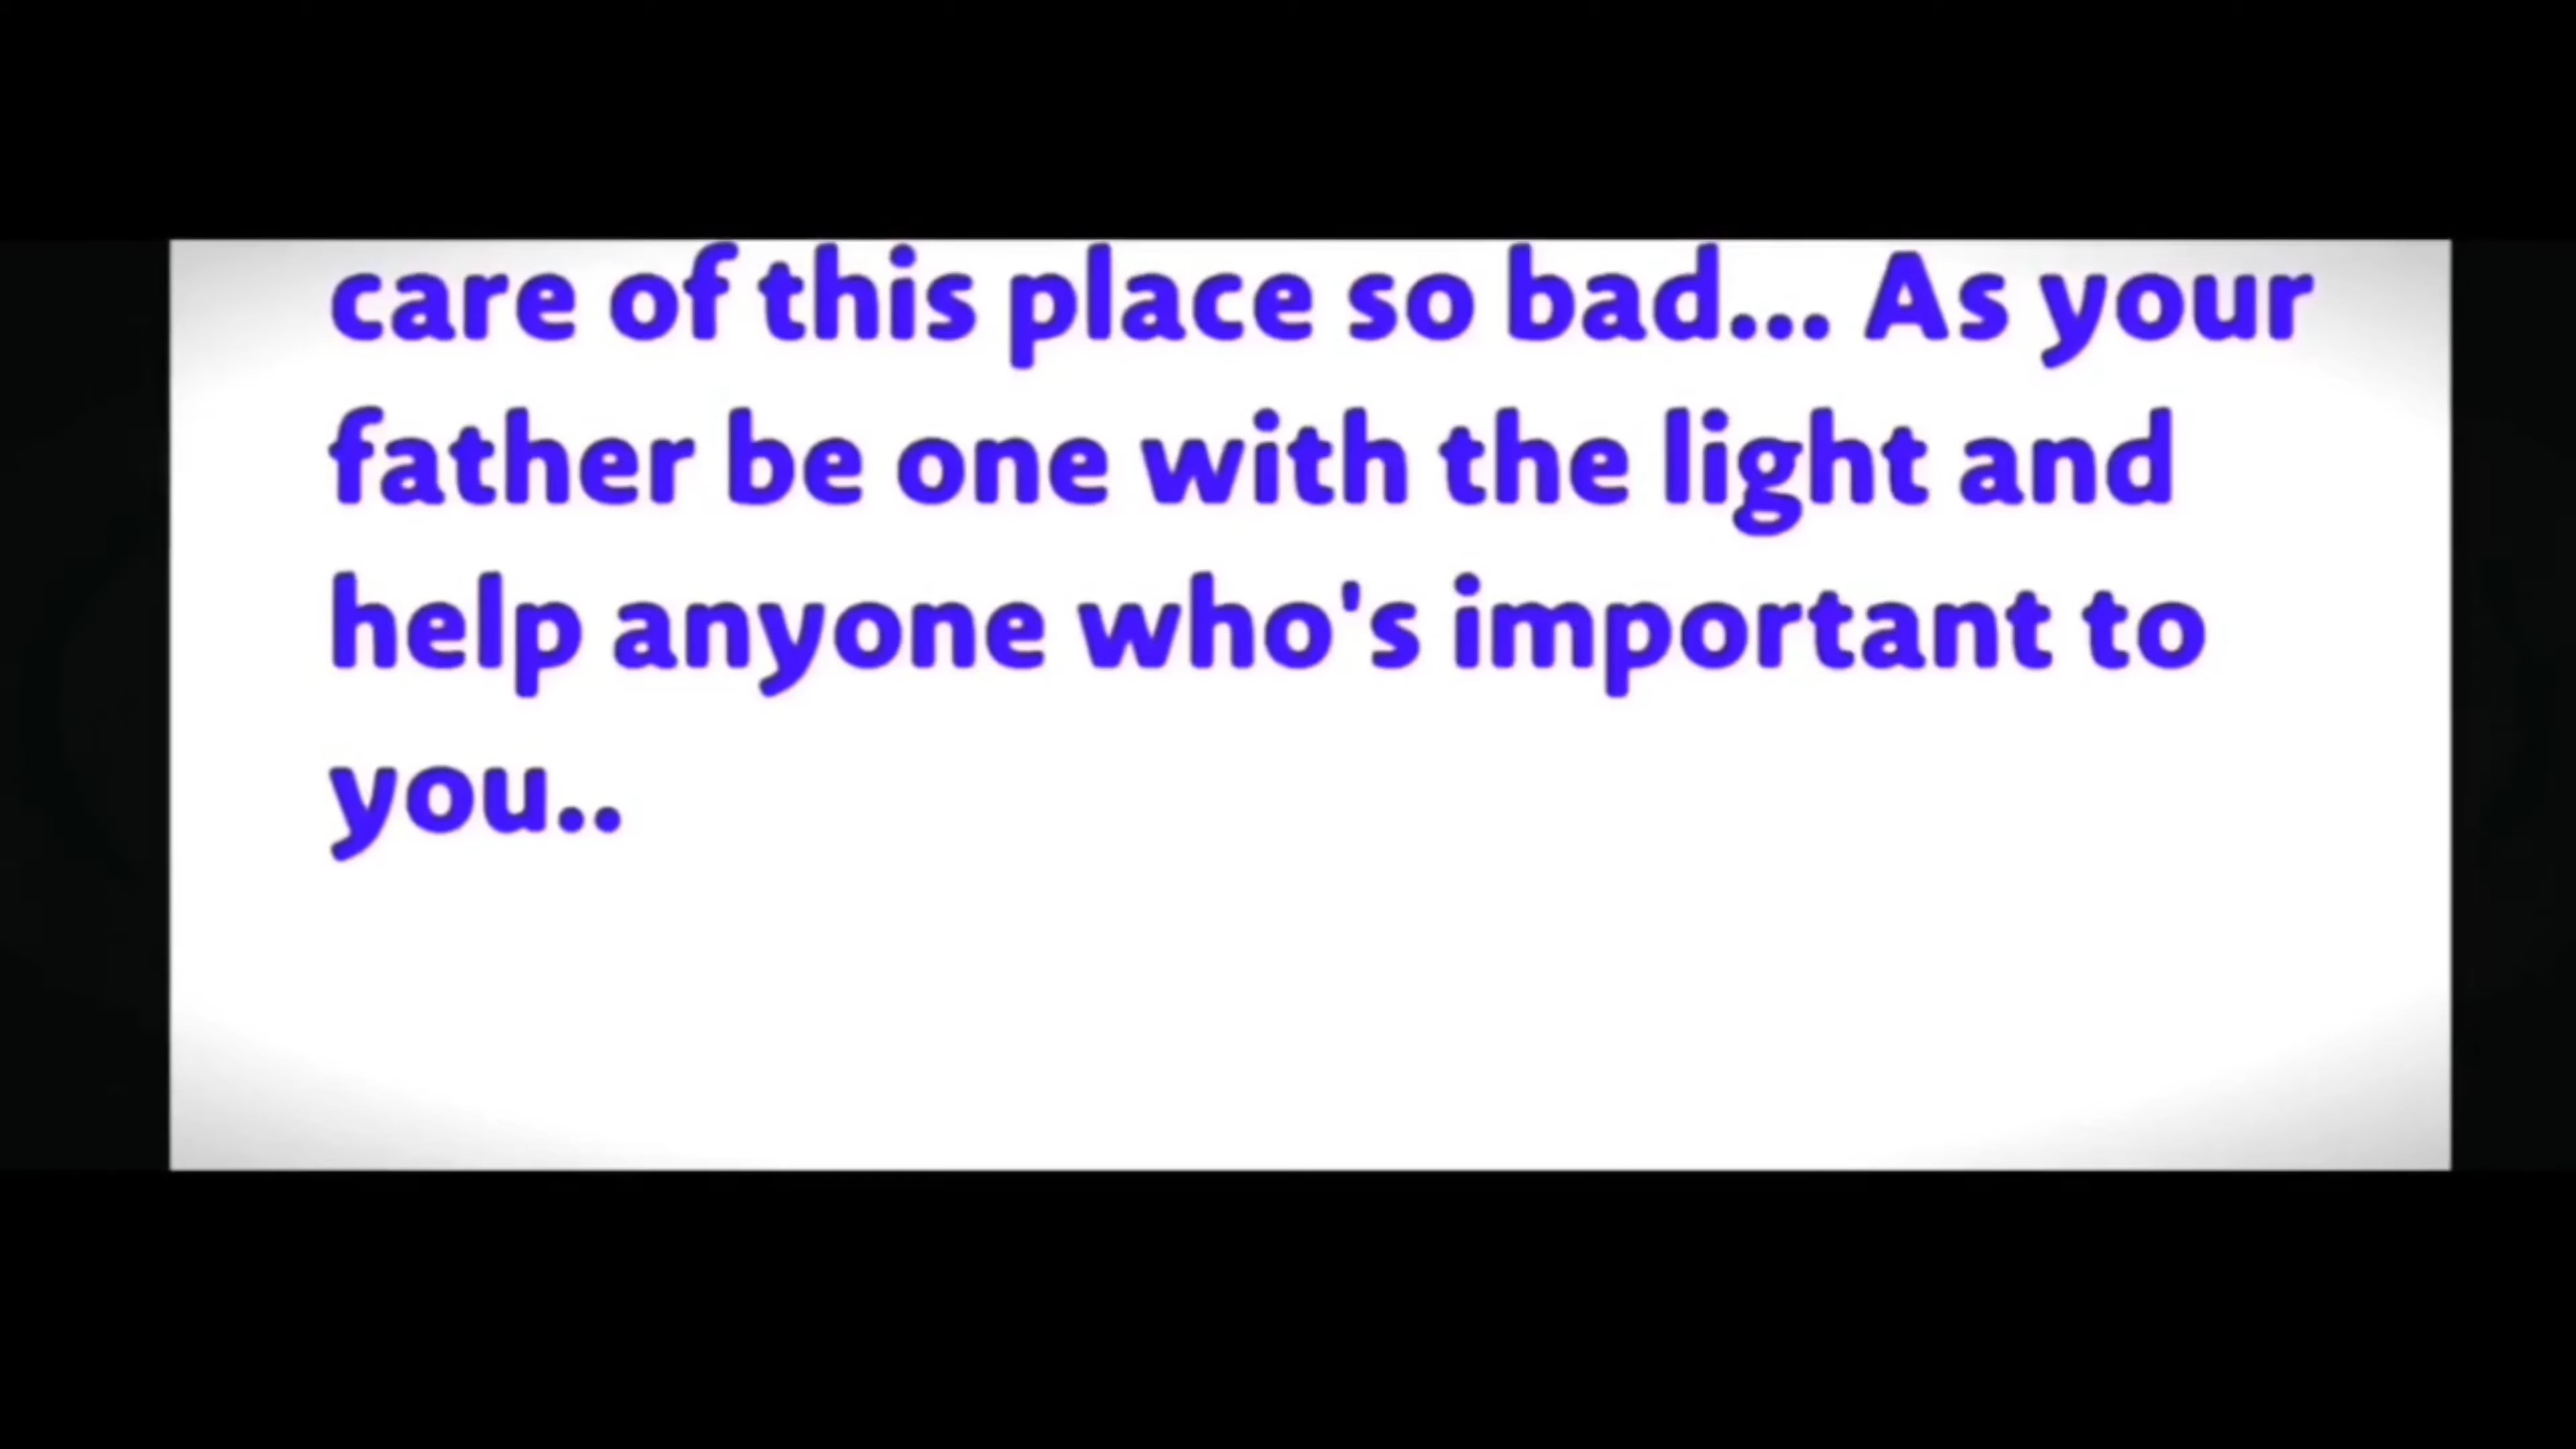 care of this place so bad... As your
father be one with the light and
help anyone who's important to
you..